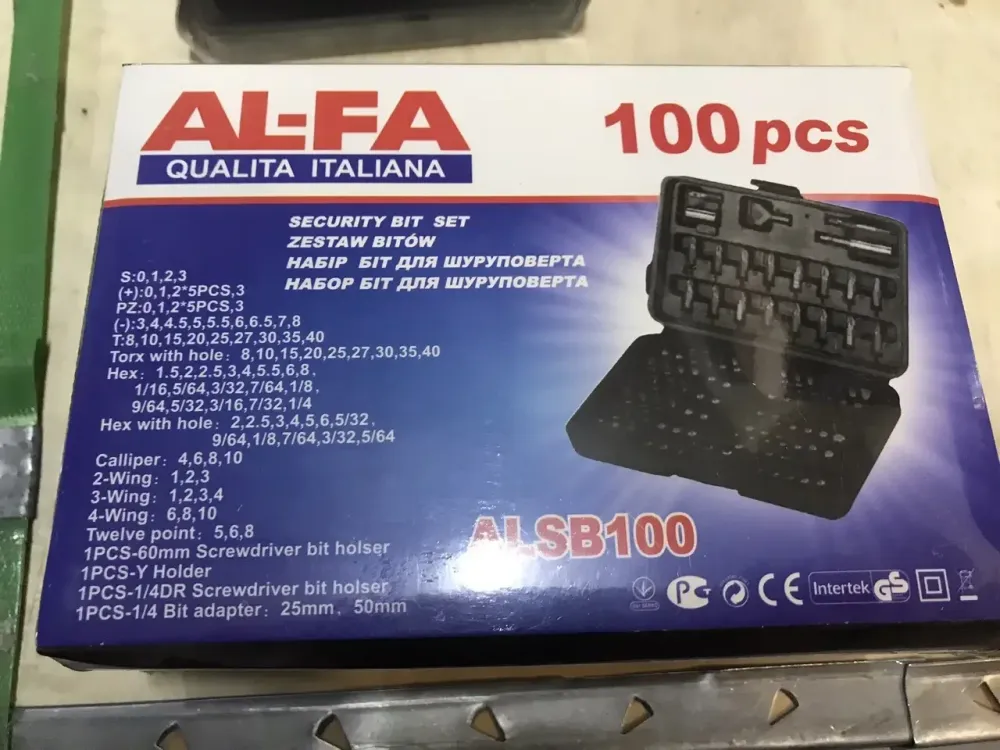 AL-FA
QUALITA ITALIANA
100 pcs
SECURITY BIT SET
ZESTAW BITÓW
НАБІР БІТ ДЛЯ ШУРУПОВЕРТА
НАБОР БІТ ДЛЯ ШУРУПОВЕРТА
S:0,1,2,3
(+):0,1,2*5PCS,3
PZ:0,1,2*5PCS,3
(-):3,4,4.5,5,5.5,6,6.5,7,8
T:8,10,15,20,25,27,30,35,40
Torx with hole: 8,10,15,20,25,27,30,35,40
Hex: 1.5,2,2.5,3,4,5.5,6,8,
1/16,5/64,3/32,7/64,1/8,
9/64,5/32,3/16,7/32,1/4
Hex with hole: 2,2.5,3,4,5,6,5/32,
9/64,1/8,7/64,3/32,5/64
Calliper: 4,6,8,10
2-Wing: 1,2,3
3-Wing: 1,2,3,4
4-Wing: 6,8,10
Twelve point: 5,6,8
1PCS-60mm Screwdriver bit holser
1PCS-Y Holder
1PCS-1/4DR Screwdriver bit holser
1PCS-1/4 Bit adapter: 25mm, 50mm
ALSB100
CE Intertek GS